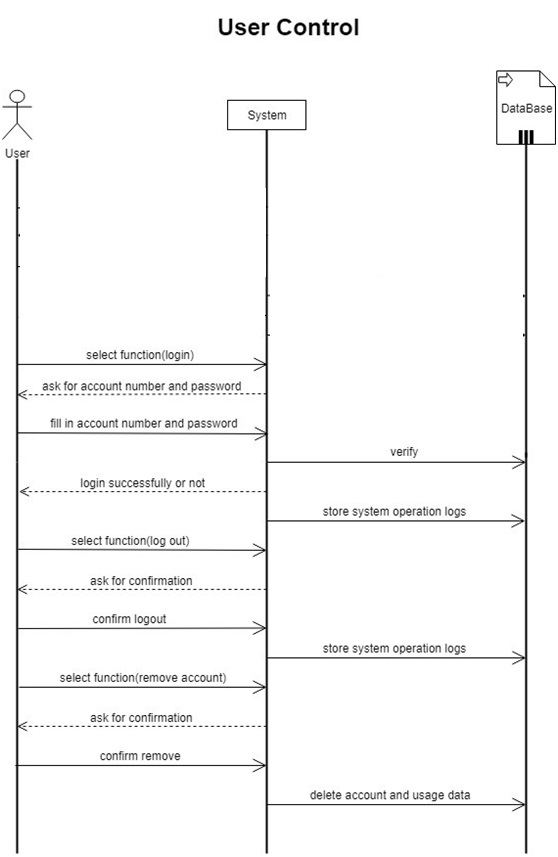 User Control
User
System
DataBase
select function(login)
ask for account number and password
fill in account number and password
verify
login successfully or not
store system operation logs
select function(log out)
ask for confirmation
confirm logout
store system operation logs
select function(remove account)
ask for confirmation
confirm remove
delete account and usage data